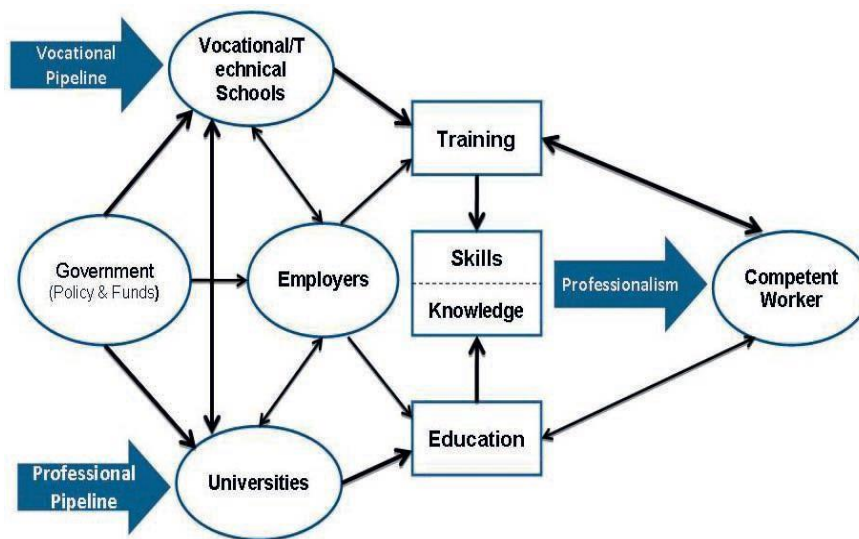 Vocational
Pipeline
Vocational/T
echnical
Schools
Training
Government
(Policy & Funds)
Employers
Skills
Knowledge
Professionalism
Competent
Worker
Professional
Pipeline
Universities
Education